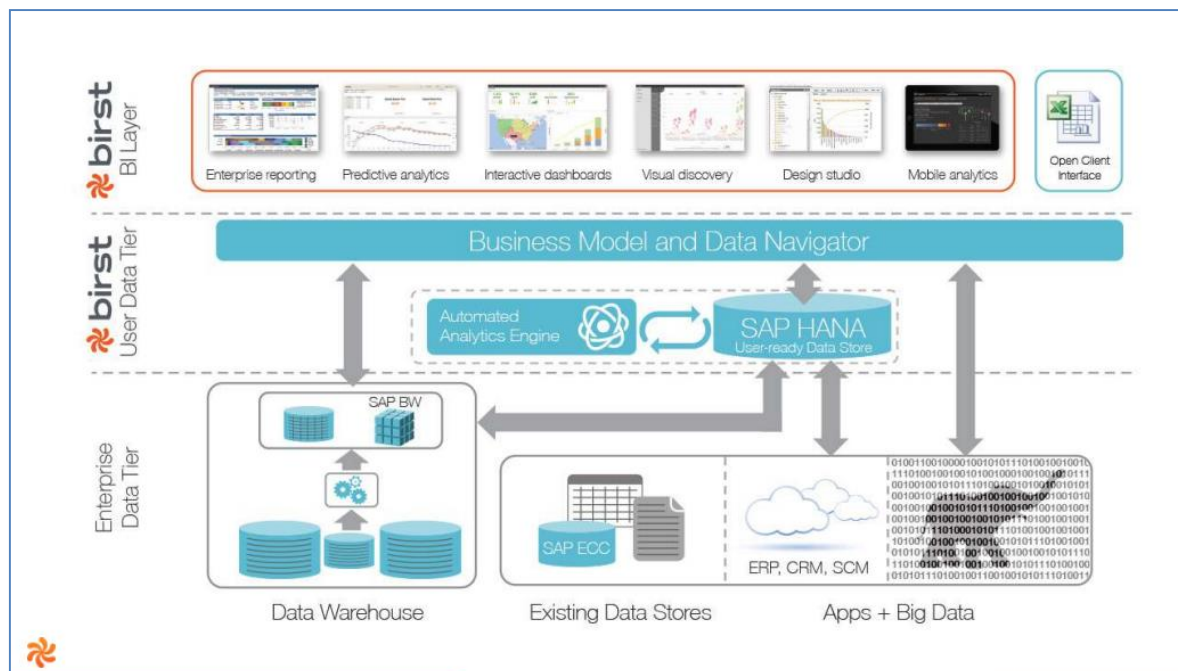 birst
BI Layer
Enterprise reporting
Predictive analytics
Interactive dashboards
Visual discovery
Design studio
Mobile analytics
Open Client
Interface
birst
User Data Tier
Business Model and Data Navigator
Automated
Analytics Engine
SAP HANA
User-ready Data Store
Enterprise
Data Tier
SAP BW
SAP ECC
ERP, CRM, SCM
Data Warehouse
Existing Data Stores
Apps + Big Data